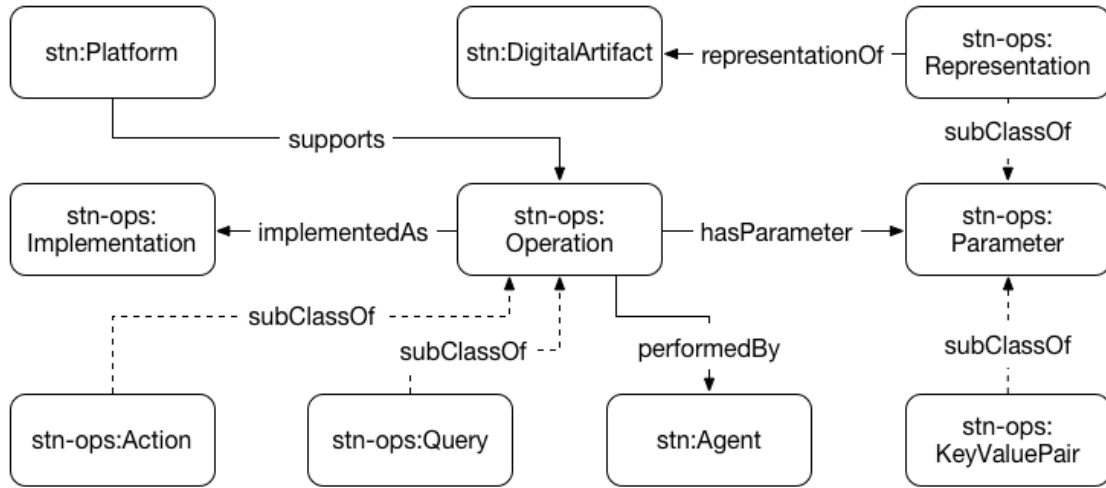 stn:Platform
stn:DigitalArtifact
representationOf
stn-ops:
Representation
supports
subClassOf
stn-ops:
Implementation
implementedAs
stn-ops:
Operation
hasParameter
stn-ops:
Parameter
subClassOf
subClassOf
performedBy
subClassOf
stn-ops:Action
stn-ops:Query
stn:Agent
stn-ops:
KeyValuePair